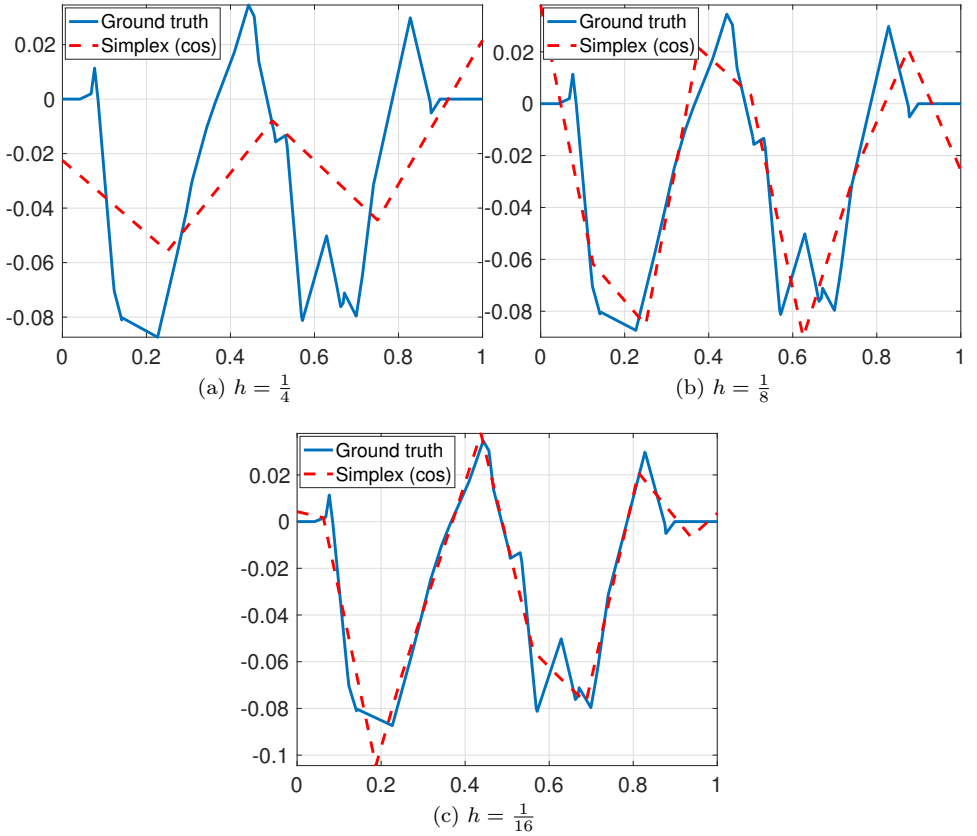 Ground truth
Simplex (cos)
0.02
0
-0.02
-0.04
-0.06
-0.08
0 0.2 0.4 0.6 0.8 1
(a) h = 1/4
Ground truth
Simplex (cos)
0.02
0
-0.02
-0.04
-0.06
-0.08
0 0.2 0.4 0.6 0.8 1
(b) h = 1/8
Ground truth
Simplex (cos)
0.02
0
-0.02
-0.04
-0.06
-0.08
-0.1
0 0.2 0.4 0.6 0.8 1
(c) h = 1/16